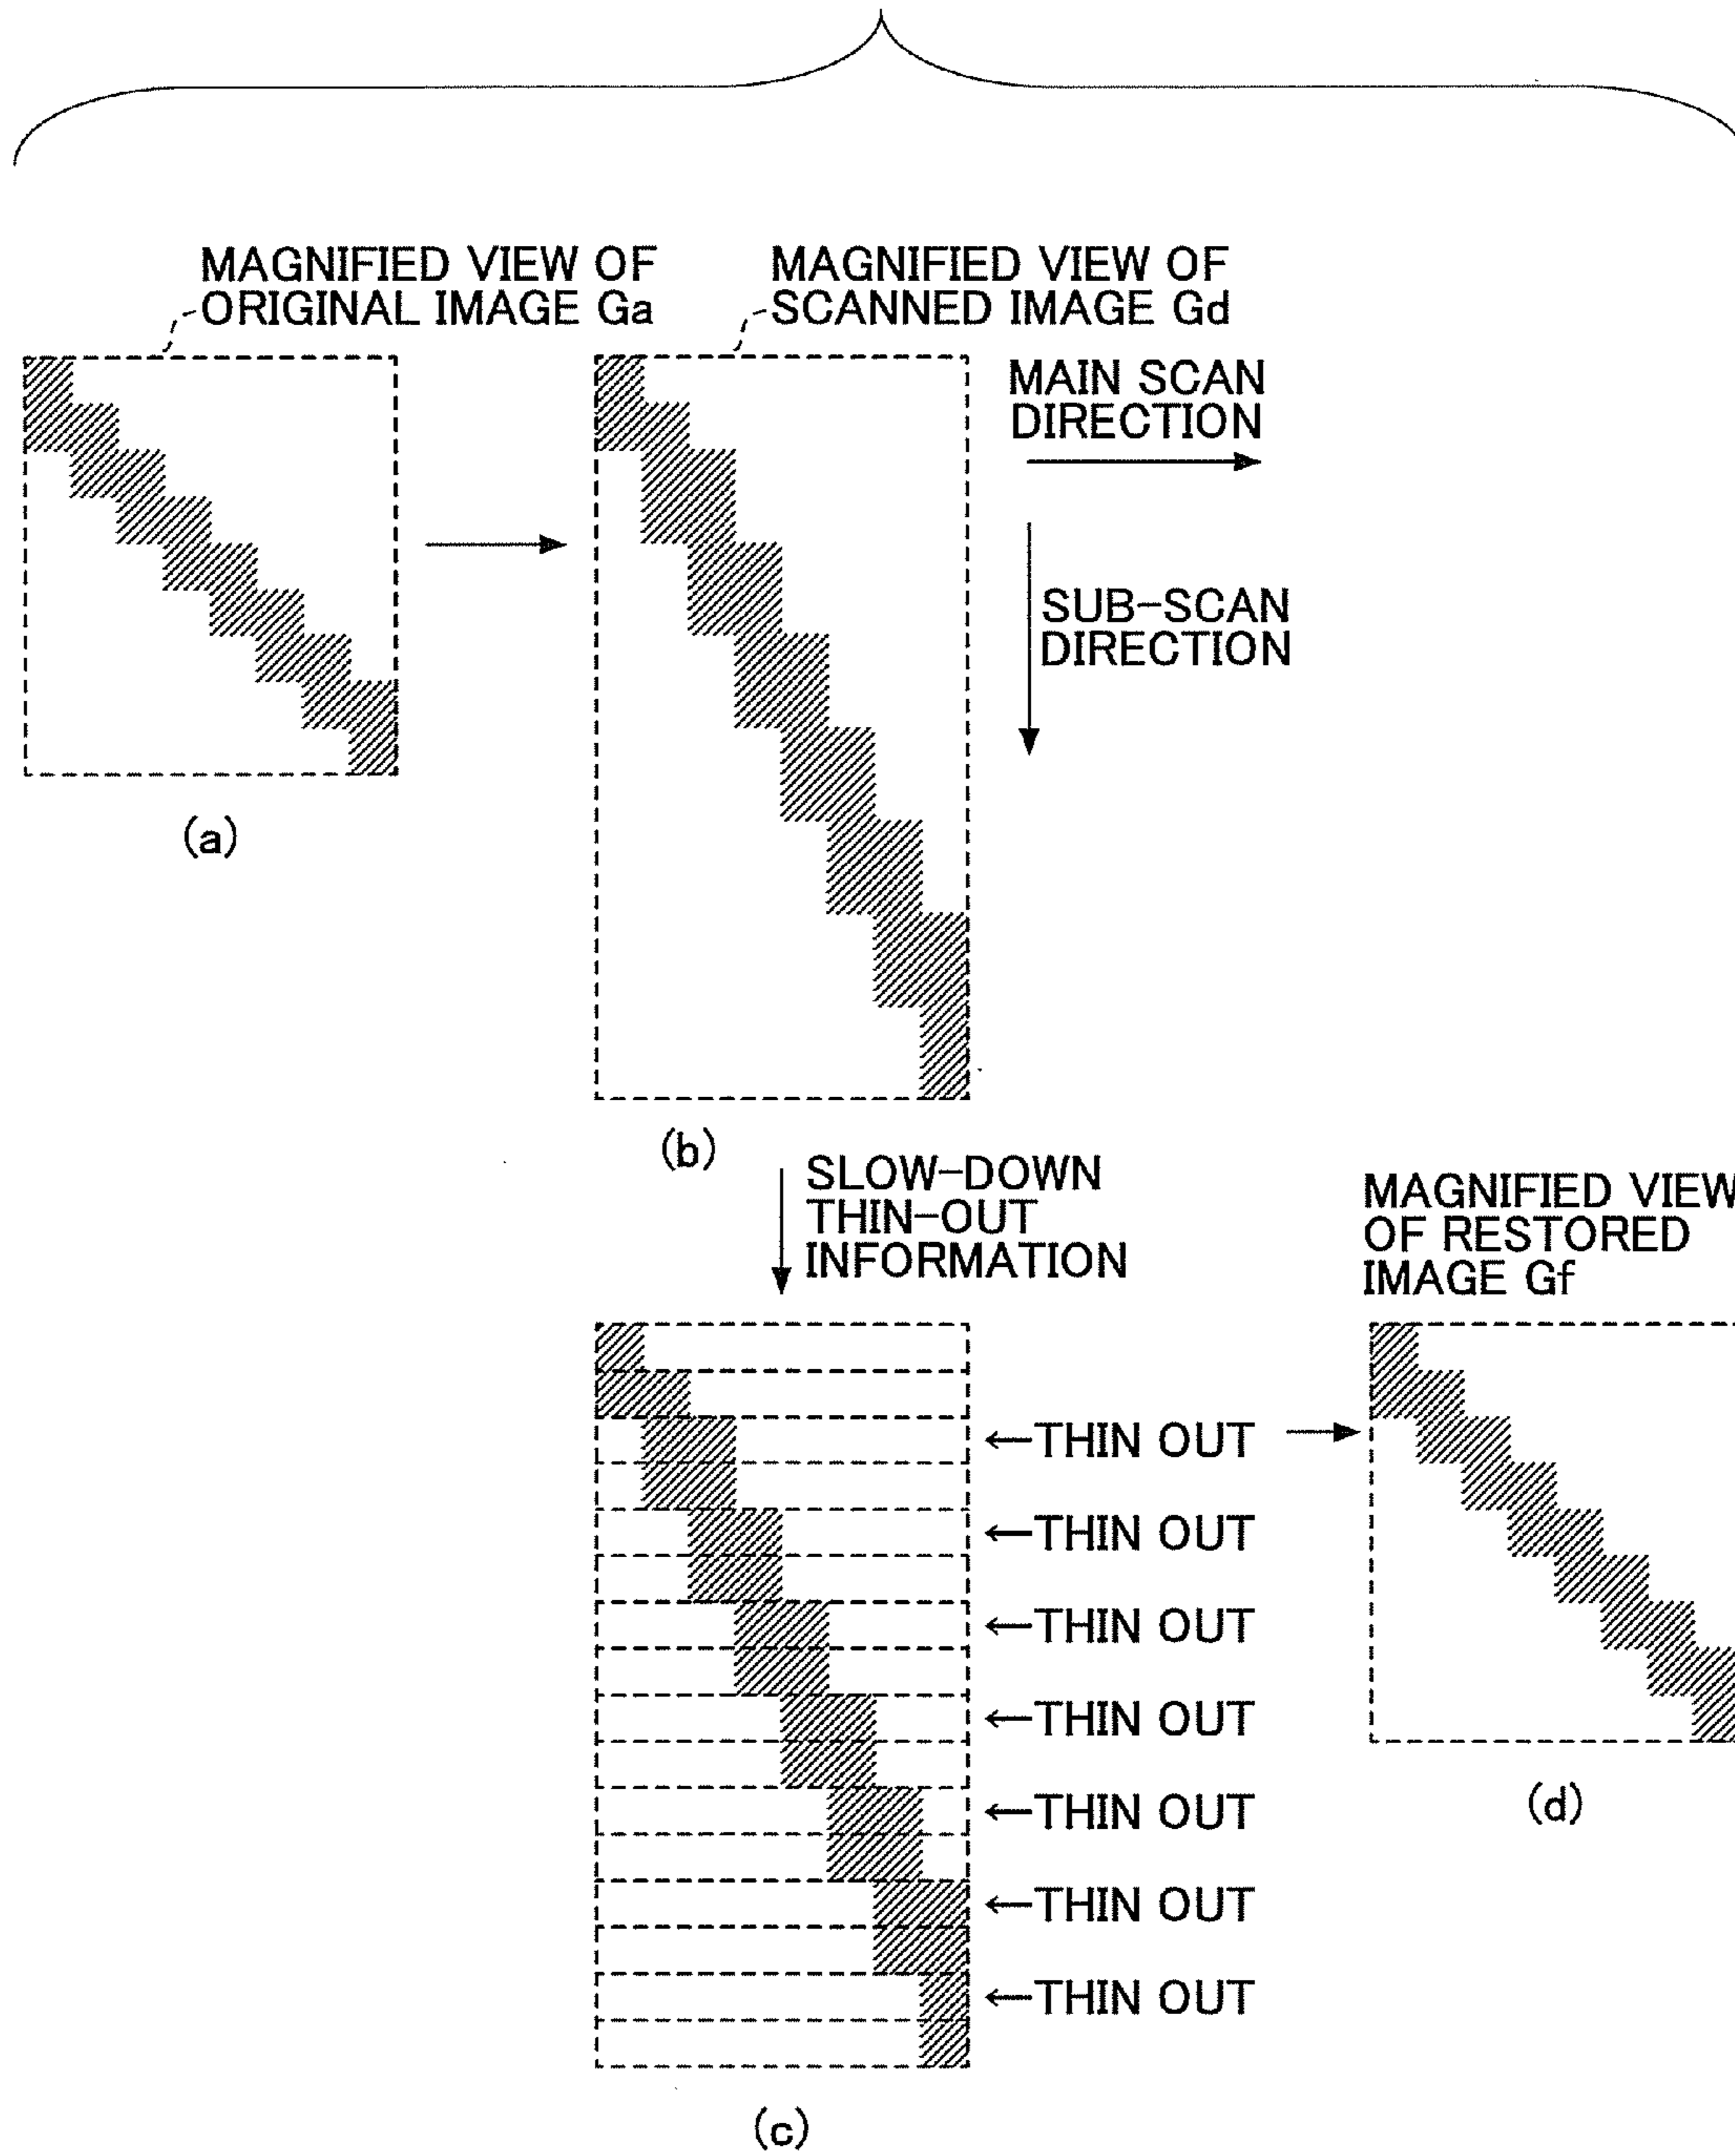 MAGNIFIED VIEW OF
ORIGINAL IMAGE Ga
MAGNIFIED VIEW OF
SCANNED IMAGE Gd
MAIN SCAN
DIRECTION
SUB-SCAN
DIRECTION
(a)
(b)
SLOW-DOWN
THIN-OUT
INFORMATION
MAGNIFIED VIEW
OF RESTORED
IMAGE Gf
←THIN OUT
←THIN OUT
←THIN OUT
←THIN OUT
←THIN OUT
←THIN OUT
←THIN OUT
(d)
(c)